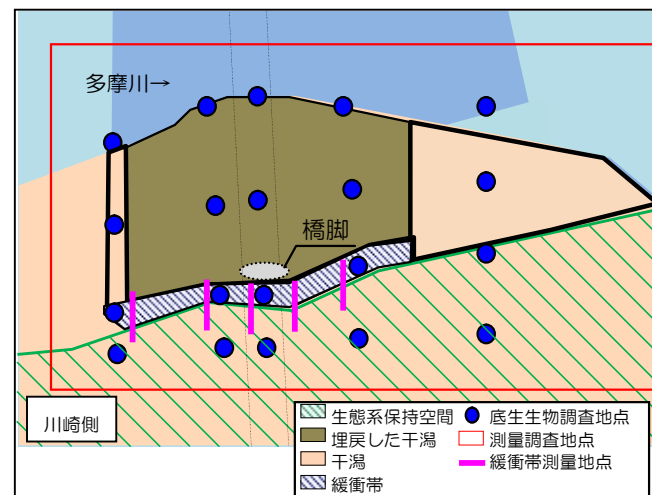 多摩川→
橋脚
川崎側
生態系保持空間
埋戻した干潟
干潟
緩衝帯
底生生物調査地点
測量調査地点
緩衝帯測量地点